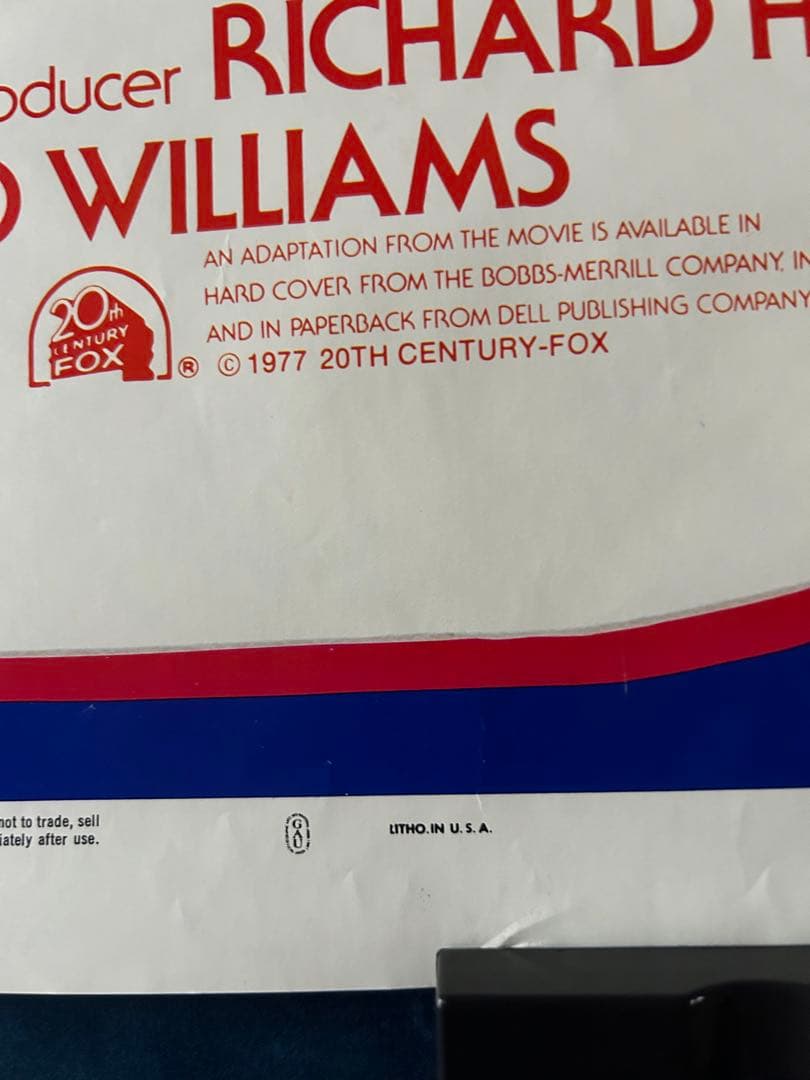 oducer RICHARD H
WILLIAMS
AN ADAPTATION FROM THE MOVIE IS AVAILABLE IN
HARD COVER FROM THE BOBBS-MERRILL COMPANY, IN
AND IN PAPERBACK FROM DELL PUBLISHING COMPANY
20th
CENTURY
FOX
® © 1977 20TH CENTURY-FOX
not to trade, sell
iately after use.
GAU
LITHO. IN U. S. A.